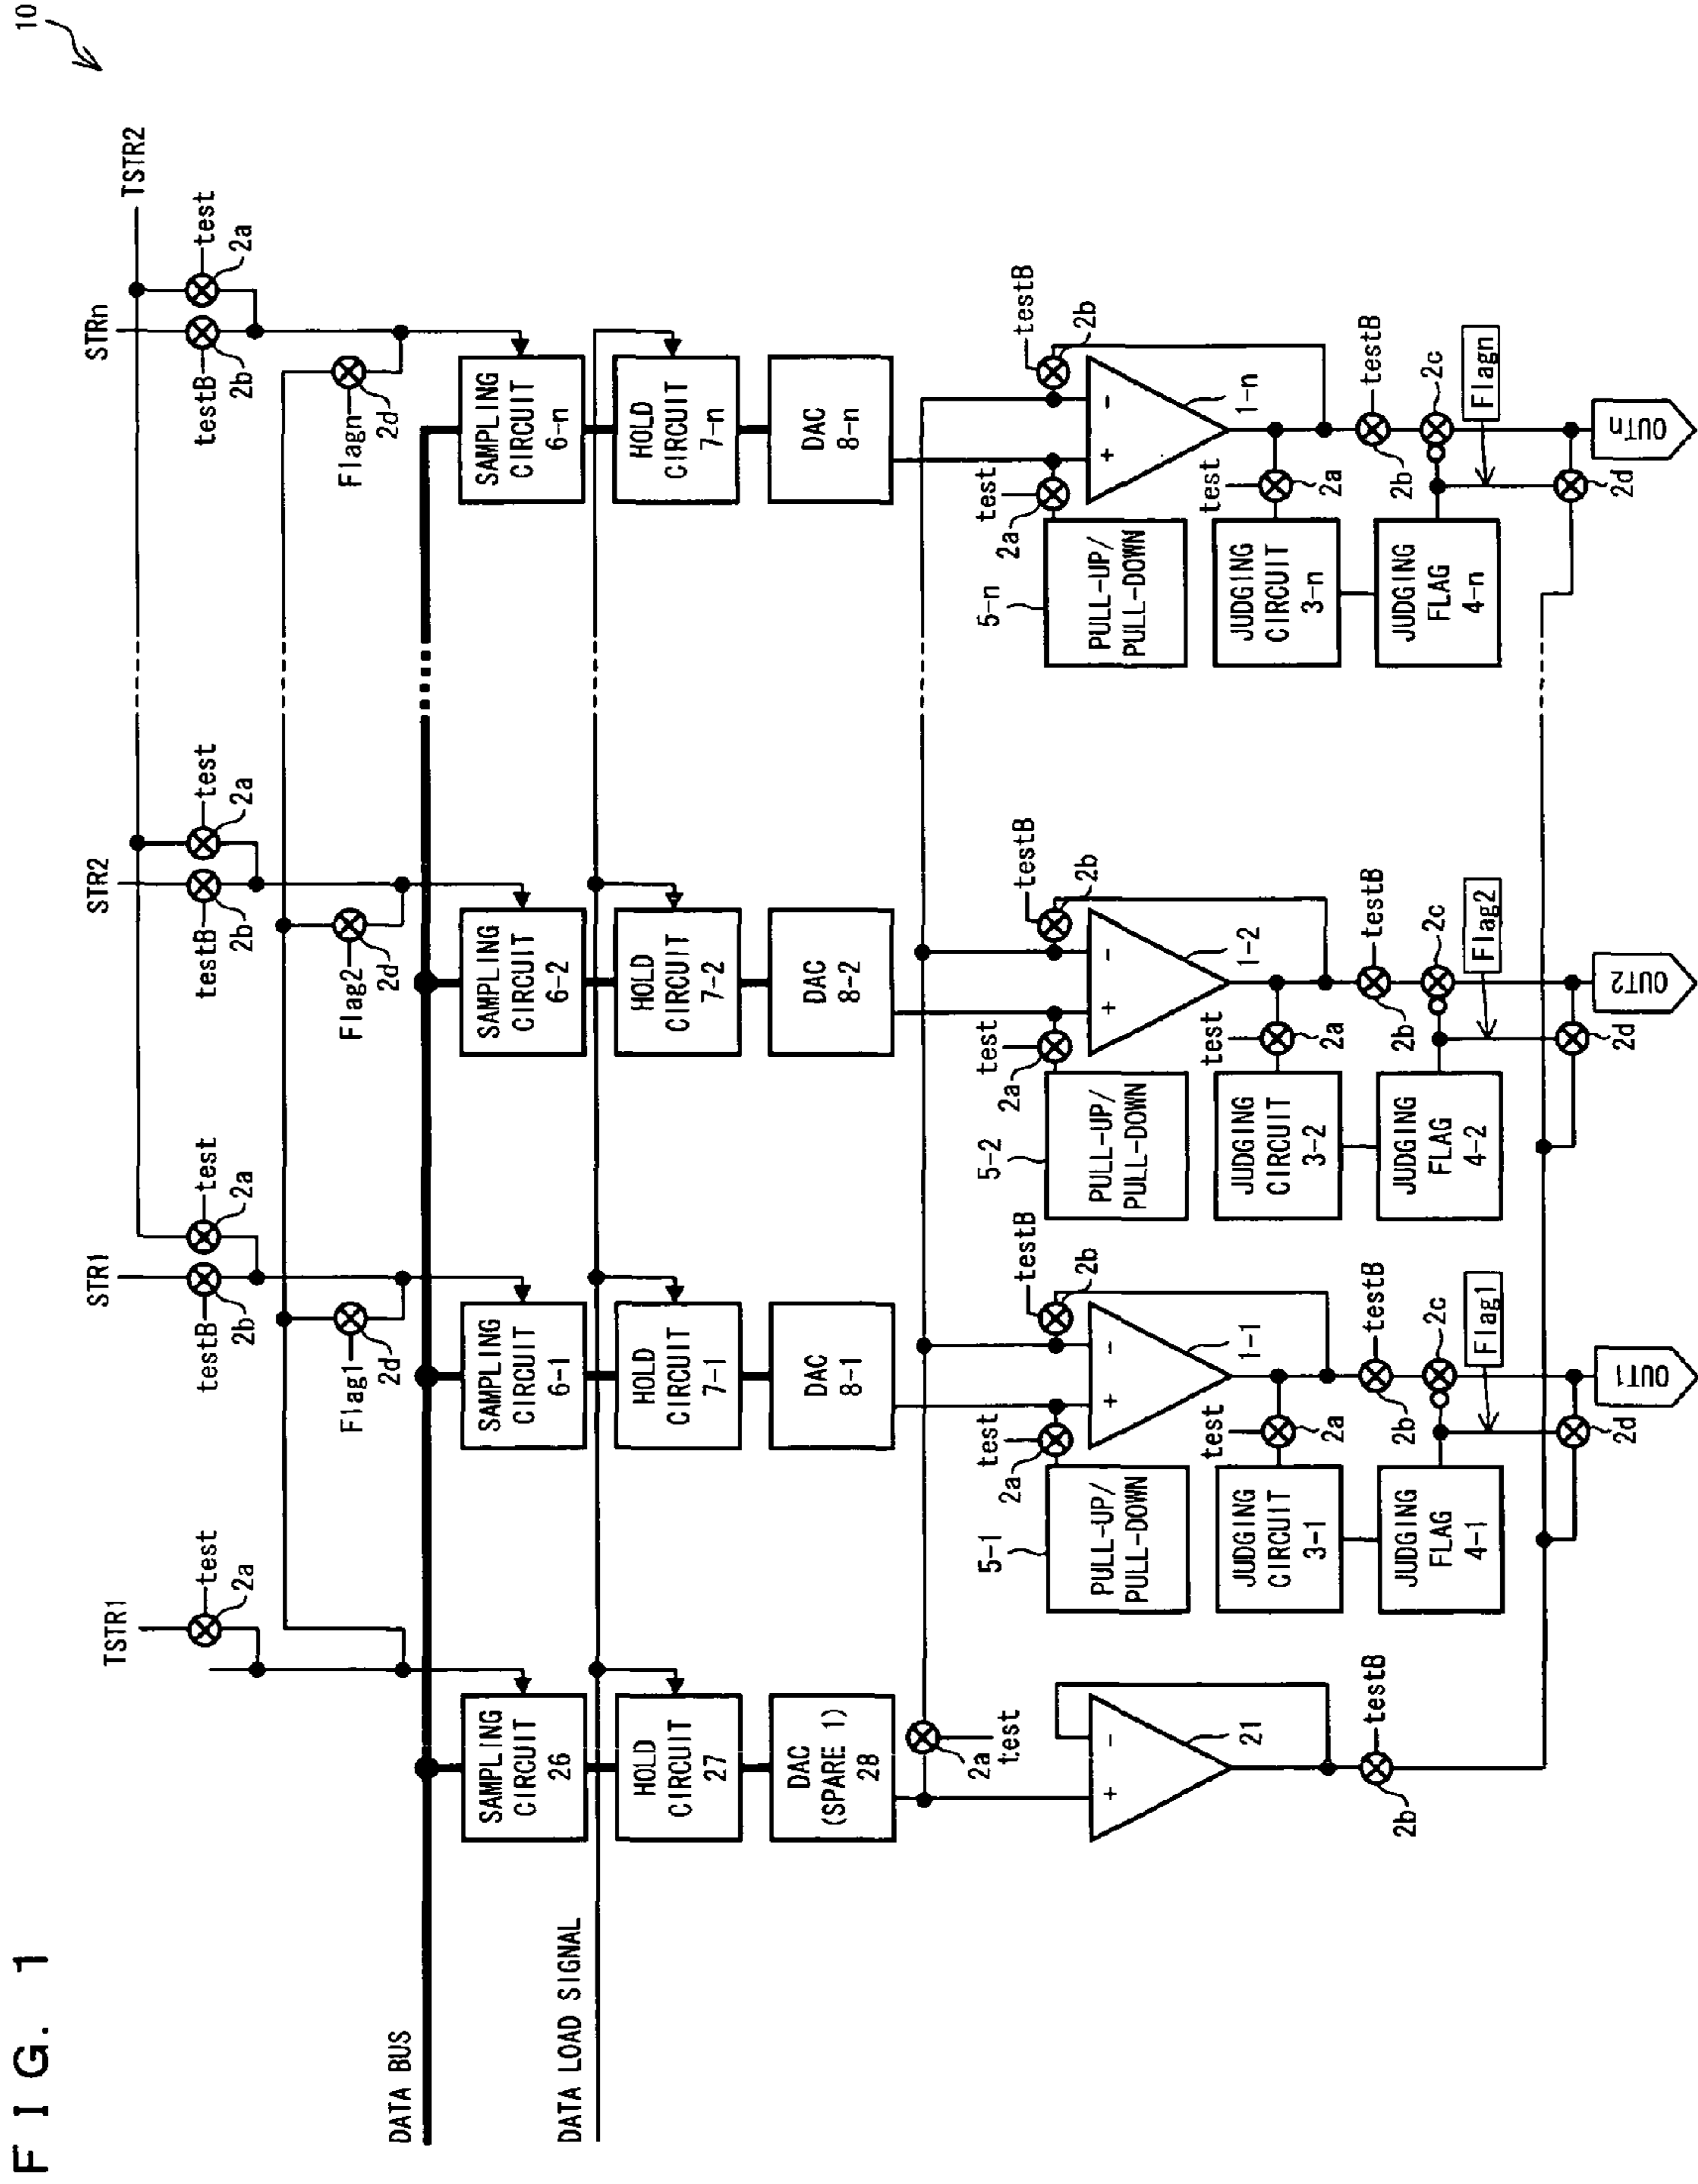 FIG. 1
10
TSTR1
test
2a
STR1
testB
2b
test
2a
STR2
testB
2b
test
2a
STRn
testB
2b
test
2a
TSTR2
Flag1
2d
Flag2
2d
Flagn
2d
DATA BUS
SAMPLING
CIRCUIT
26
SAMPLING
CIRCUIT
6-1
SAMPLING
CIRCUIT
6-2
SAMPLING
CIRCUIT
6-n
DATA LOAD SIGNAL
HOLD
CIRCUIT
27
HOLD
CIRCUIT
7-1
HOLD
CIRCUIT
7-2
HOLD
CIRCUIT
7-n
DAC
(SPARE 1)
28
DAC
8-1
DAC
8-2
DAC
8-n
2a
test
5-1
test
2a
testB
2b
5-2
test
2a
testB
2b
5-n
test
2a
testB
2b
+
-
21
PULL-UP/
PULL-DOWN
+
-
1-1
PULL-UP/
PULL-DOWN
+
-
1-2
PULL-UP/
PULL-DOWN
+
-
1-n
JUDGING
CIRCUIT
3-1
test
2a
JUDGING
CIRCUIT
3-2
test
2a
JUDGING
CIRCUIT
3-n
test
2a
2b
testB
2b
testB
2b
testB
2b
testB
JUDGING
FLAG
4-1
2c
Flag1
JUDGING
FLAG
4-2
2c
Flag2
JUDGING
FLAG
4-n
2c
Flagn
2d
2d
2d
OUT1
OUT2
OUTn